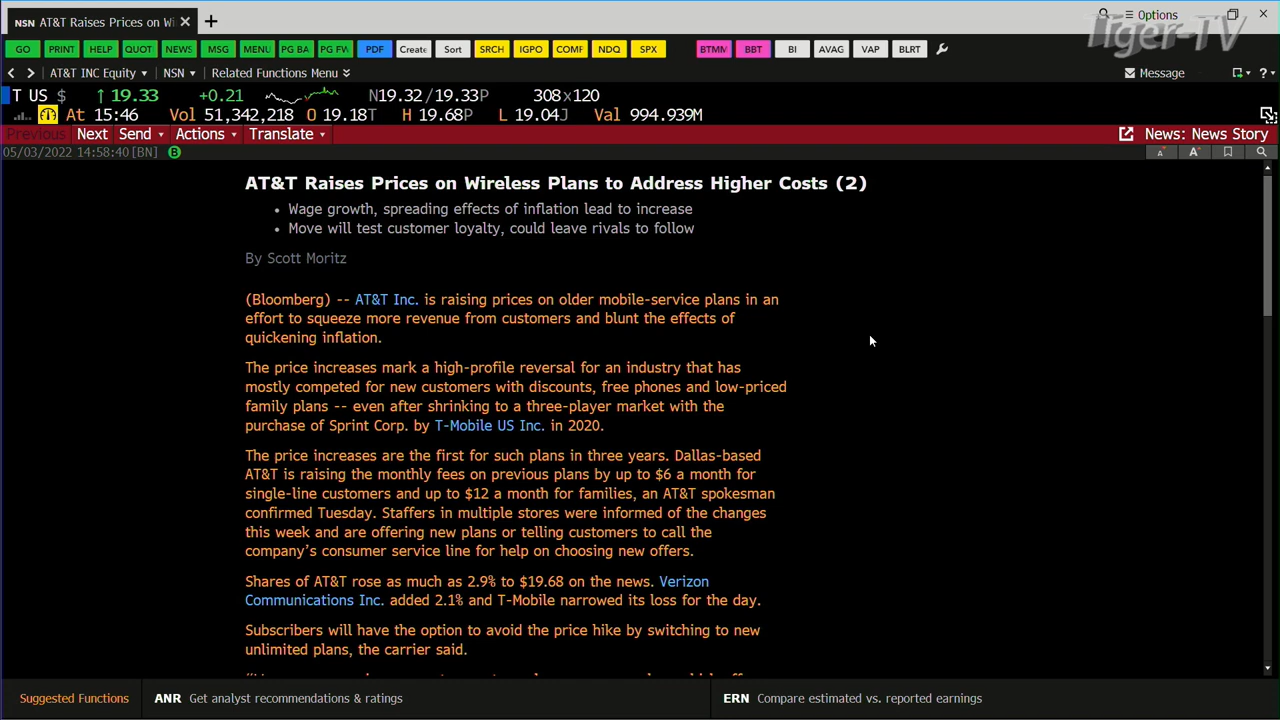 NSN AT&T Raises Prices on Wi
Options
Tiger-TV
GO PRINT HELP QUOT NEWS MSG MENU PG BA PG FW PDF Create Sort SRCH IGPO COMF NDQ SPX BTMM BBT BI AVAG VAP BLRT
AT&T INC Equity NSN Related Functions Menu Message
T US $ ↑ 19.33 +0.21 N19.32/19.33P 308x120
At 15:46 Vol 51,342,218 O 19.18T H 19.68P L 19.04J Val 994.939M
Previous Next Send Actions Translate News: News Story
05/03/2022 14:58:40 [BN] B
AT&T Raises Prices on Wireless Plans to Address Higher Costs (2)
• Wage growth, spreading effects of inflation lead to increase
• Move will test customer loyalty, could leave rivals to follow
By Scott Moritz
(Bloomberg) -- AT&T Inc. is raising prices on older mobile-service plans in an
effort to squeeze more revenue from customers and blunt the effects of
quickening inflation.
The price increases mark a high-profile reversal for an industry that has
mostly competed for new customers with discounts, free phones and low-priced
family plans -- even after shrinking to a three-player market with the
purchase of Sprint Corp. by T-Mobile US Inc. in 2020.
The price increases are the first for such plans in three years. Dallas-based
AT&T is raising the monthly fees on previous plans by up to $6 a month for
single-line customers and up to $12 a month for families, an AT&T spokesman
confirmed Tuesday. Staffers in multiple stores were informed of the changes
this week and are offering new plans or telling customers to call the
company's consumer service line for help on choosing new offers.
Shares of AT&T rose as much as 2.9% to $19.68 on the news. Verizon
Communications Inc. added 2.1% and T-Mobile narrowed its loss for the day.
Subscribers will have the option to avoid the price hike by switching to new
unlimited plans, the carrier said.
Suggested Functions ANR Get analyst recommendations & ratings ERN Compare estimated vs. reported earnings